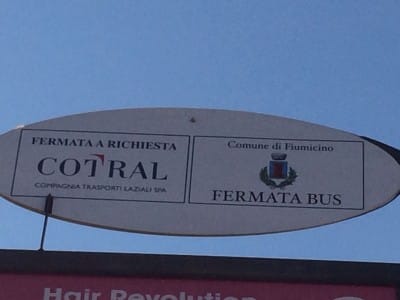 FERMATA A RICHIESTA
COTRAL
COMPAGNIA TRASPORTI LAZIALI SPA
Comune di Fiumicino
FERMATA BUS
Hair Revolution